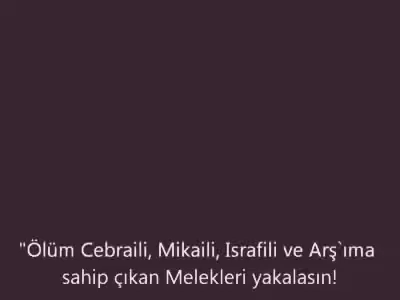 "Ölüm Cebraili, Mikaili, Israfili ve Arş`ıma
sahip çıkan Melekleri yakalasın!